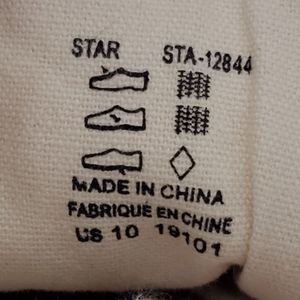 STAR STA-12844
MADE IN CHINA
FABRIQUÉ EN CHINE
US 10 19101